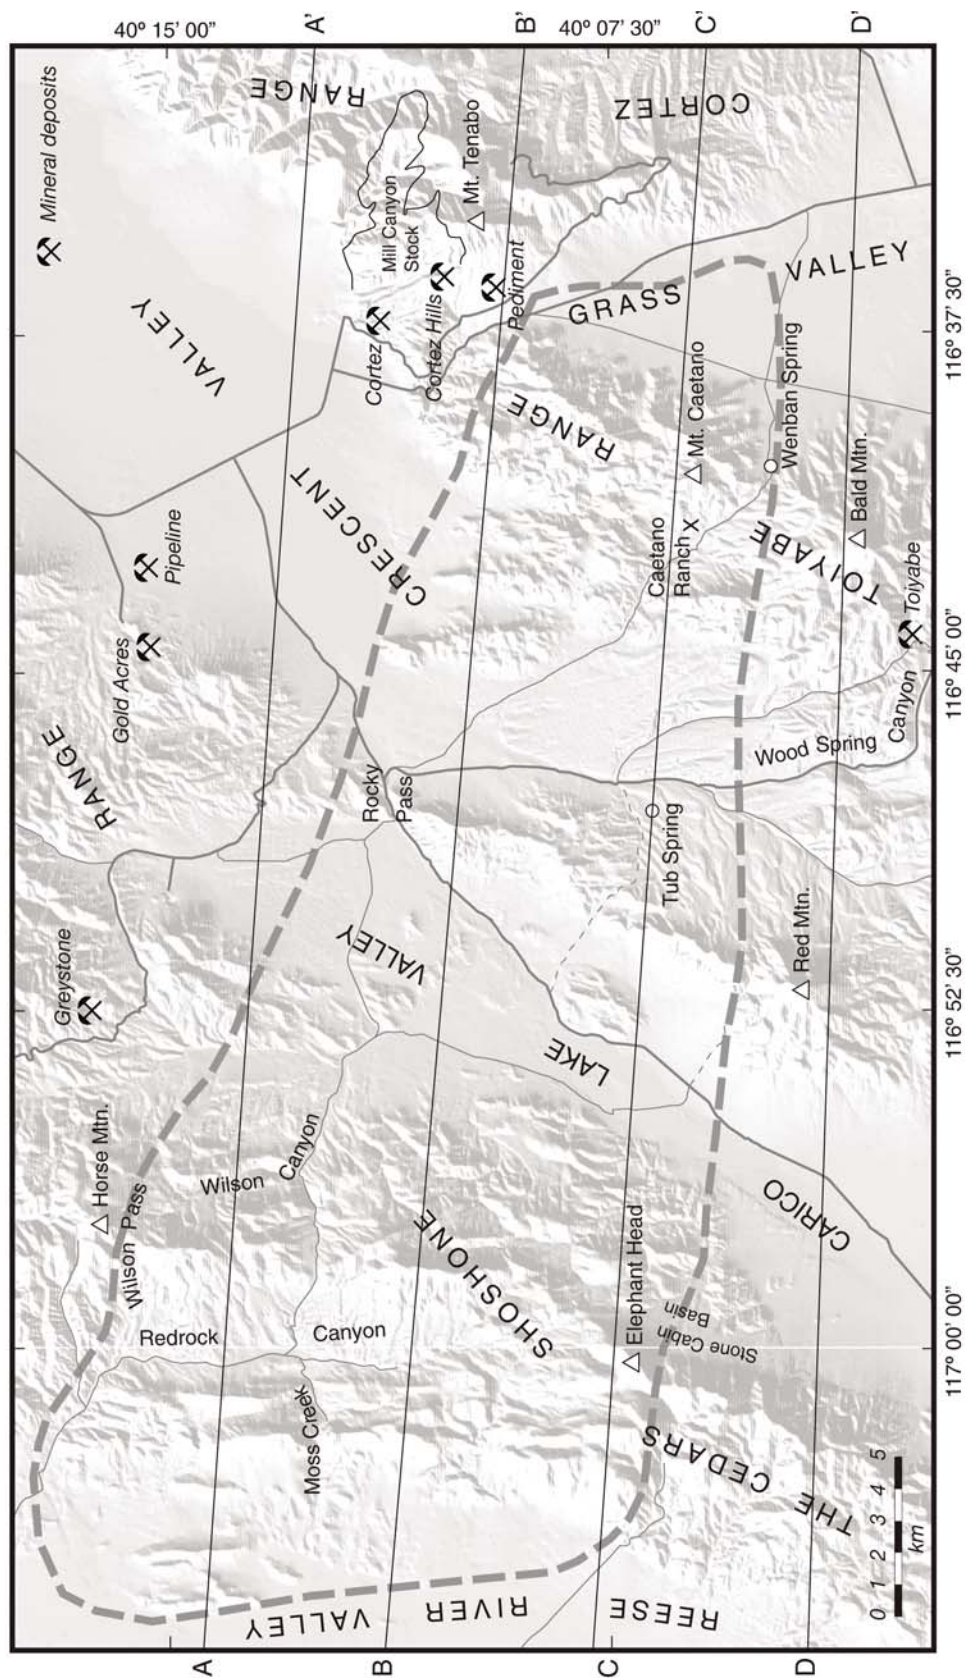 40º 15’ 00”
A'
B'
40º 07’ 30”
C'
D'
Mineral deposits
RANGE
CORTEZ
Mill Canyon
Stock
Mt. Tenabo
VALLEY
Cortez
Cortez Hills
Pediment
GRASS
VALLEY
116º 37’ 30”
RANGE
Mt. Caetano
Wenban Spring
CRESCENT
Pipeline
Caetano
Ranch x
Bald Mtn.
TOIYABE
Gold Acres
Toiyabe
116º 45’ 00”
RANGE
Rocky
Pass
Wood Spring
Canyon
Tub Spring
Greystone
VALLEY
Red Mtn.
116º 52’ 30”
LAKE
Horse Mtn.
Wilson Pass
Wilson
Canyon
CARICO
SHOSHONE
Elephant Head
Stone Cabin
Basin
Redrock
Canyon
117º 00’ 00”
Moss Creek
THE CEDARS
REESE
RIVER
VALLEY
0 1 2 3 4 5
km
A
B
C
D